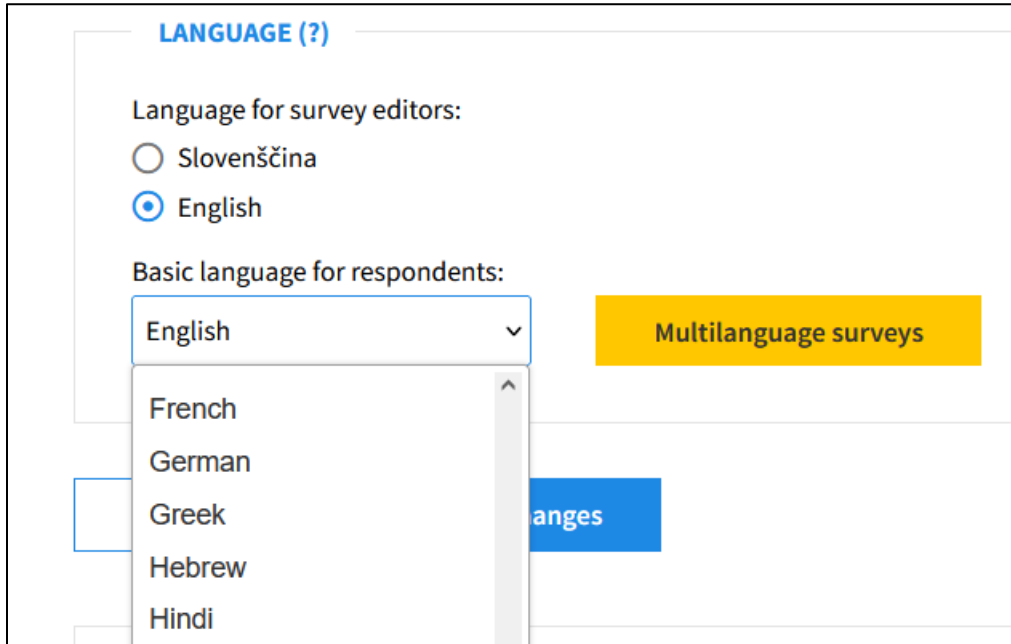 LANGUAGE (?)
Language for survey editors:
Slovenščina
English
Basic language for respondents:
English
Multilanguage surveys
French
German
Greek
Hebrew
Hindi